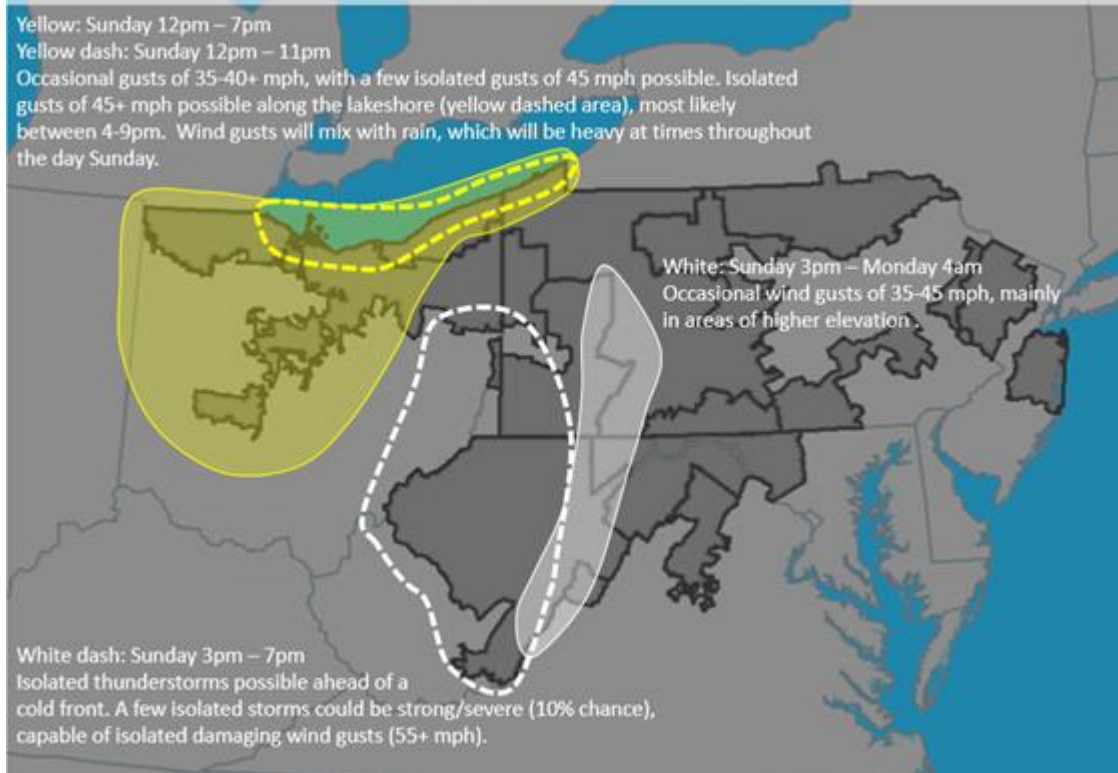 Yellow: Sunday 12pm – 7pm
Yellow dash: Sunday 12pm – 11pm
Occasional gusts of 35-40+ mph, with a few isolated gusts of 45 mph possible. Isolated
gusts of 45+ mph possible along the lakeshore (yellow dashed area), most likely
between 4-9pm.  Wind gusts will mix with rain, which will be heavy at times throughout
the day Sunday.
White: Sunday 3pm – Monday 4am
Occasional wind gusts of 35-45 mph, mainly
in areas of higher elevation .
White dash: Sunday 3pm – 7pm
Isolated thunderstorms possible ahead of a
cold front. A few isolated storms could be strong/severe (10% chance),
capable of isolated damaging wind gusts (55+ mph).